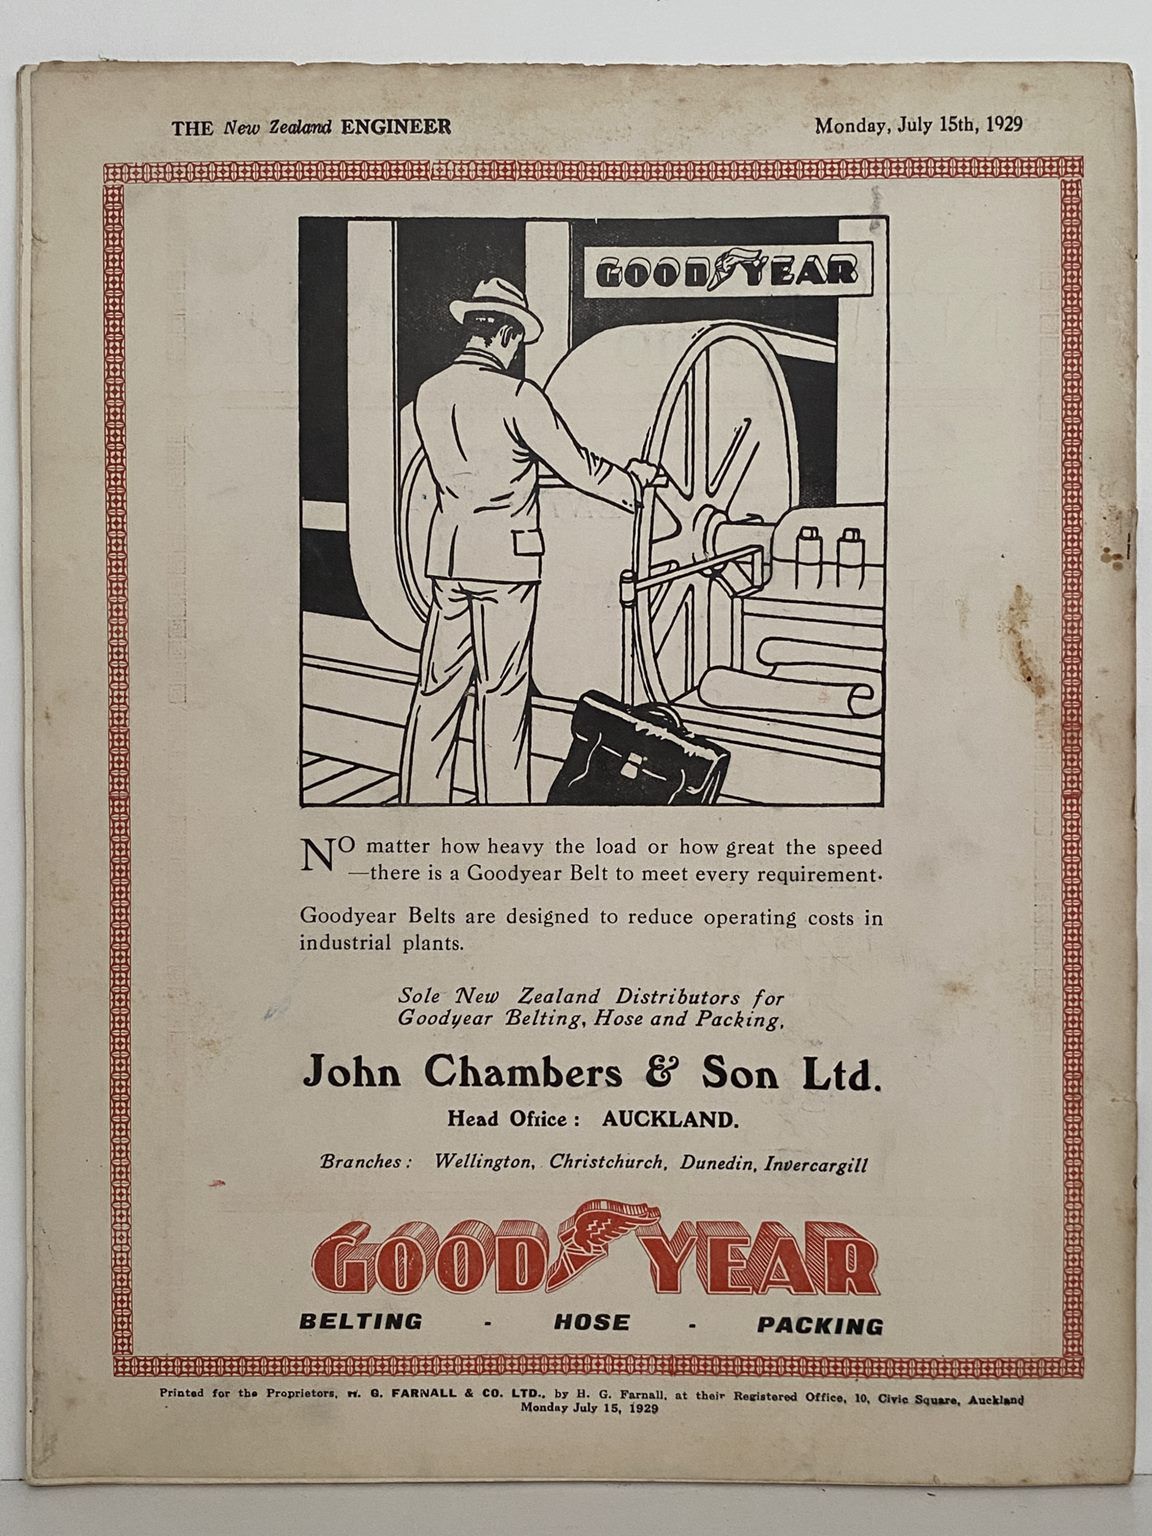 THE New Zealand ENGINEER
Monday, July 15th, 1929
GOODYEAR
NO matter how heavy the load or how great the speed
—there is a Goodyear Belt to meet every requirement.
Goodyear Belts are designed to reduce operating costs in
industrial plants.
Sole New Zealand Distributors for
Goodyear Belting, Hose and Packing,
John Chambers & Son Ltd.
Head Office : AUCKLAND.
Branches : Wellington, Christchurch, Dunedin, Invercargill
GOODYEAR
BELTING - HOSE - PACKING
Printed for the Proprietors, H. G. FARNALL & CO. LTD., by H. G. Farnall, at their Registered Office, 10, Civic Square, Auckland
Monday July 15, 1929